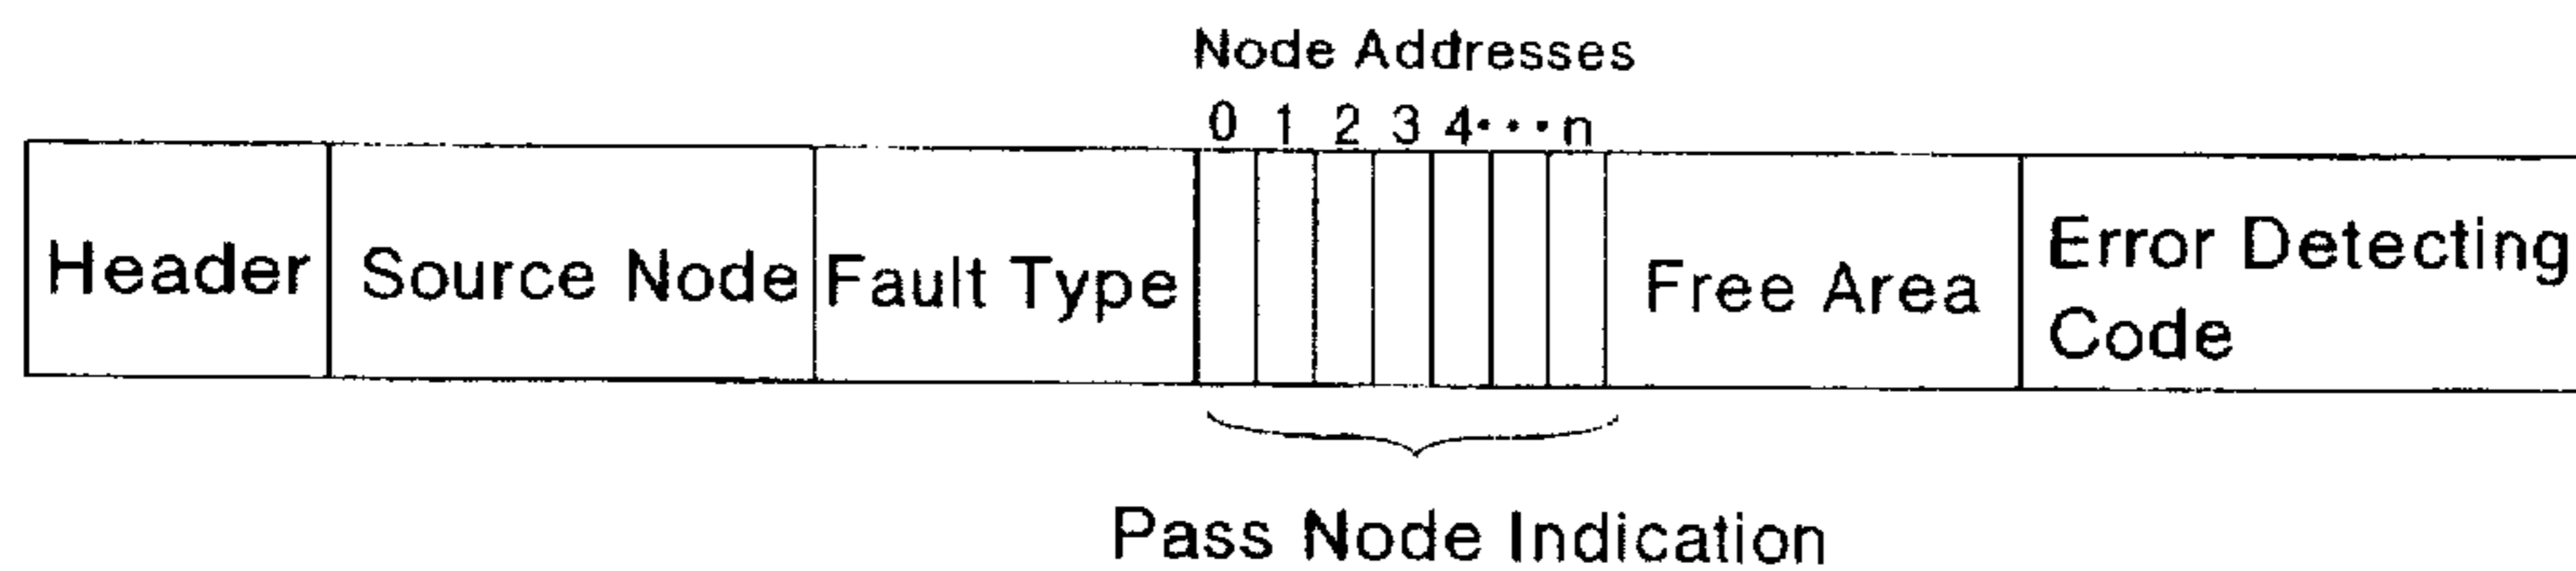 Node Addresses
0 1 2 3 4···n
Header
Source Node
Fault Type
Free Area
Error Detecting
Code
Pass Node Indication